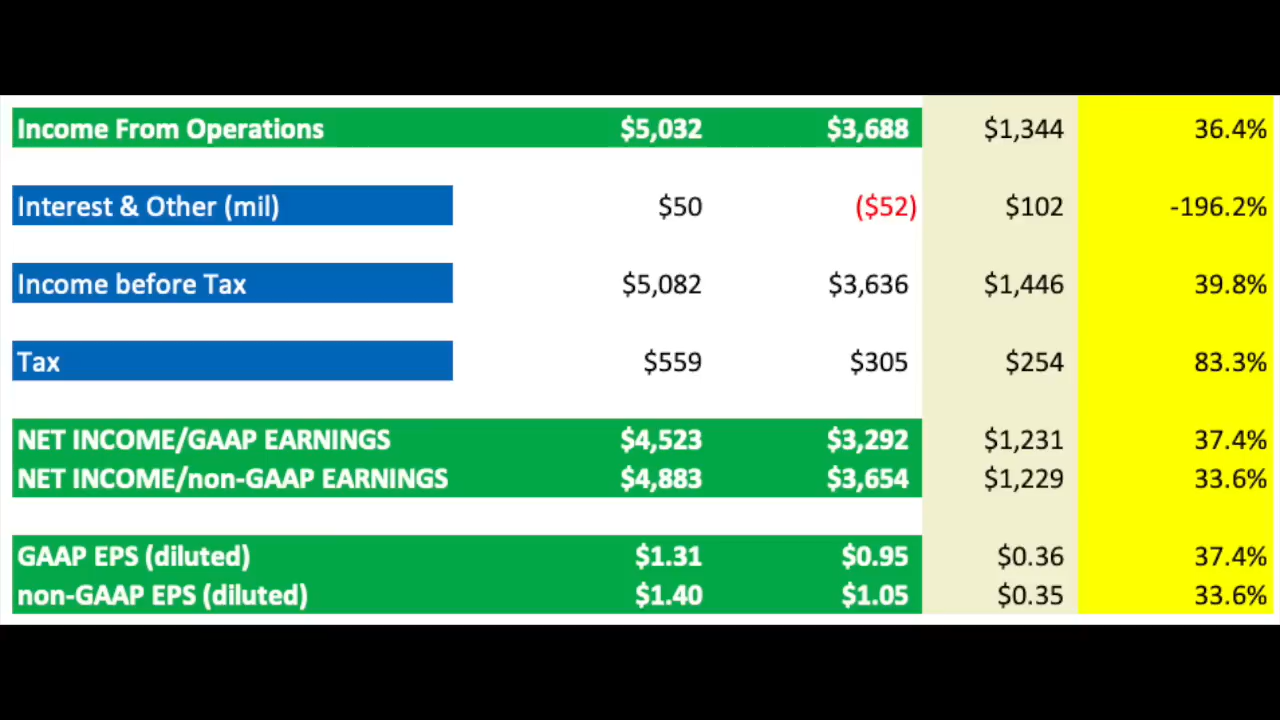 Income From Operations $5,032 $3,688 $1,344 36.4%
Interest & Other (mil) $50 ($52) $102 -196.2%
Income before Tax $5,082 $3,636 $1,446 39.8%
Tax $559 $305 $254 83.3%
NET INCOME/GAAP EARNINGS $4,523 $3,292 $1,231 37.4%
NET INCOME/non-GAAP EARNINGS $4,883 $3,654 $1,229 33.6%
GAAP EPS (diluted) $1.31 $0.95 $0.36 37.4%
non-GAAP EPS (diluted) $1.40 $1.05 $0.35 33.6%